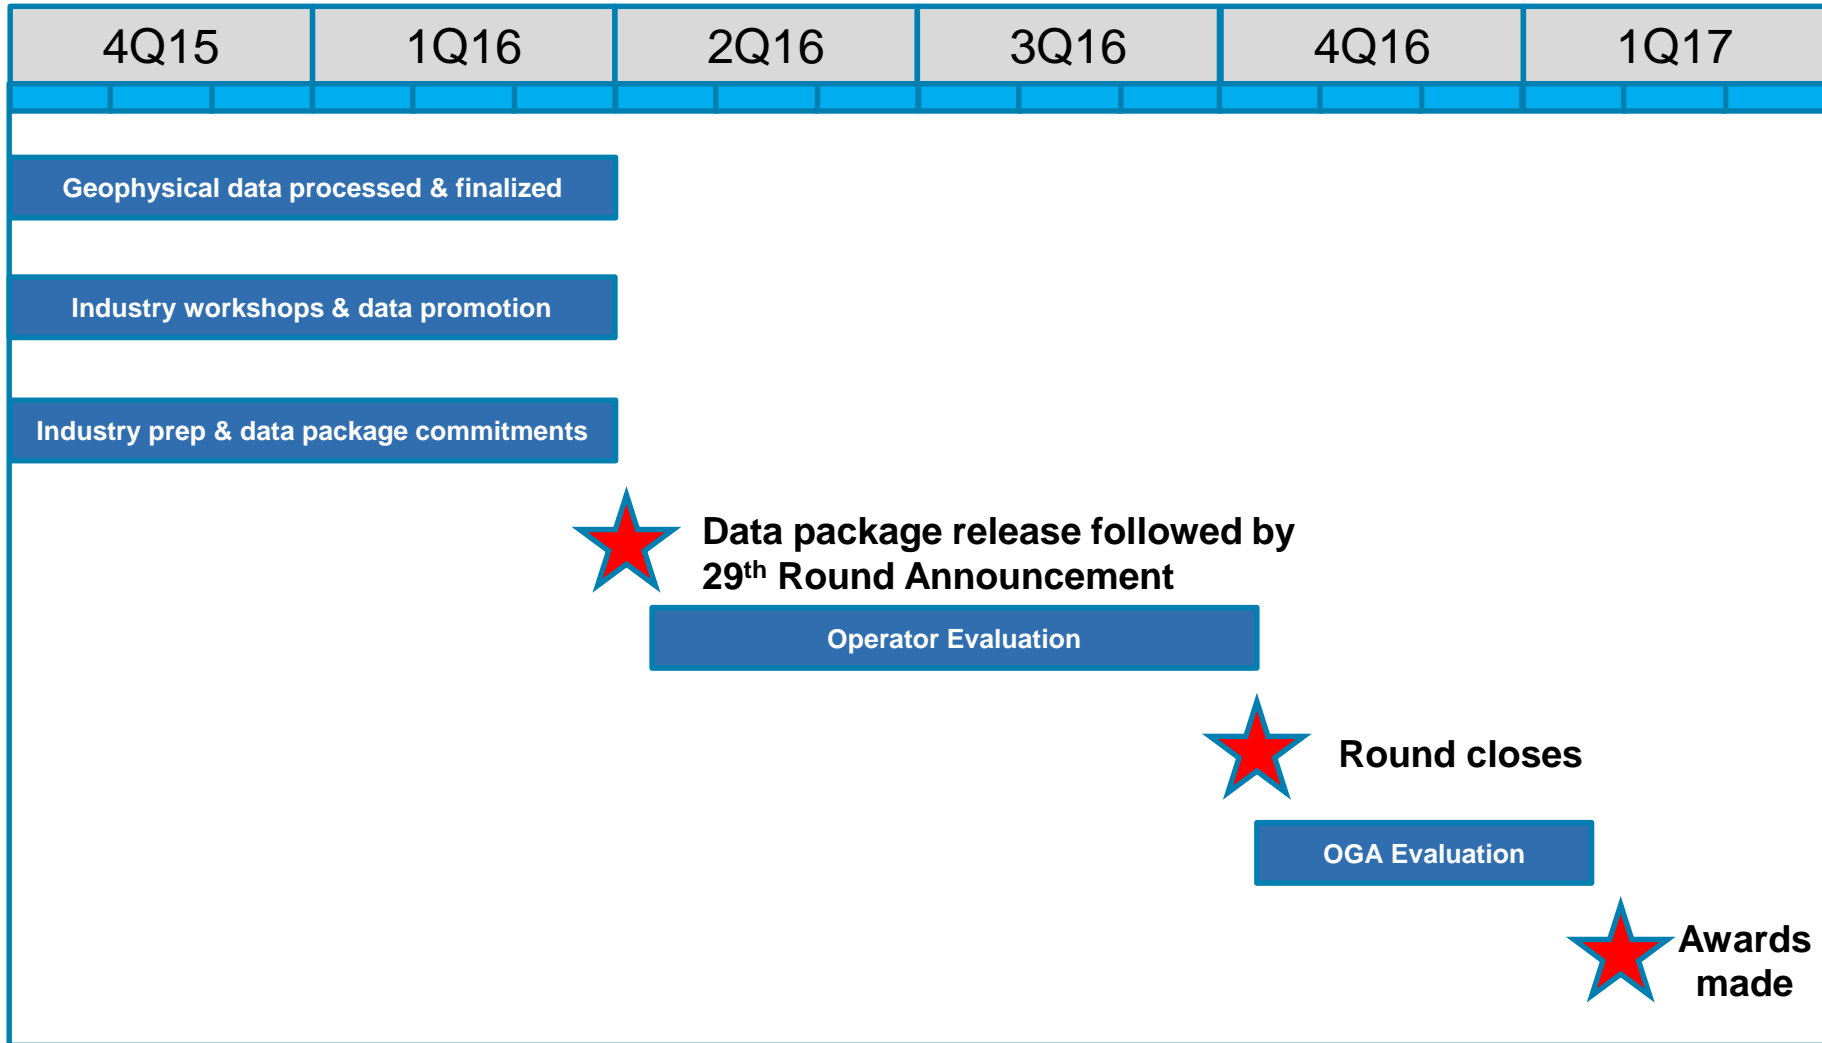 4Q15 1Q16 2Q16 3Q16 4Q16 1Q17
Geophysical data processed & finalized
Industry workshops & data promotion
Industry prep & data package commitments
Data package release followed by
29th Round Announcement
Operator Evaluation
Round closes
OGA Evaluation
Awards
made